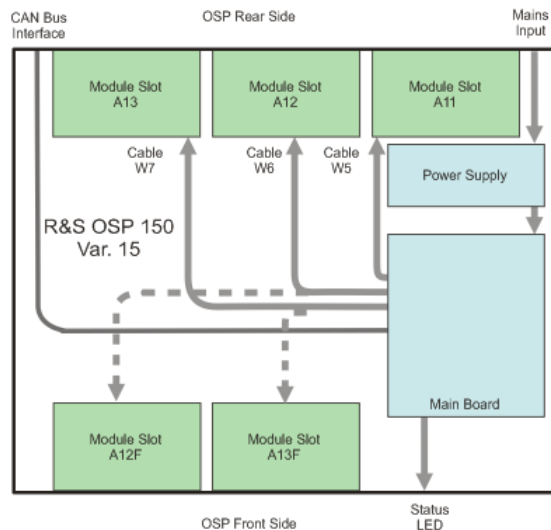 CAN Bus
Interface
OSP Rear Side
Mains
Input
Module Slot
A13
Module Slot
A12
Module Slot
A11
Cable
W7
Cable
W6
Cable
W5
Power Supply
R&S OSP 150
Var. 15
Main Board
Module Slot
A12F
Module Slot
A13F
Status
LED
OSP Front Side